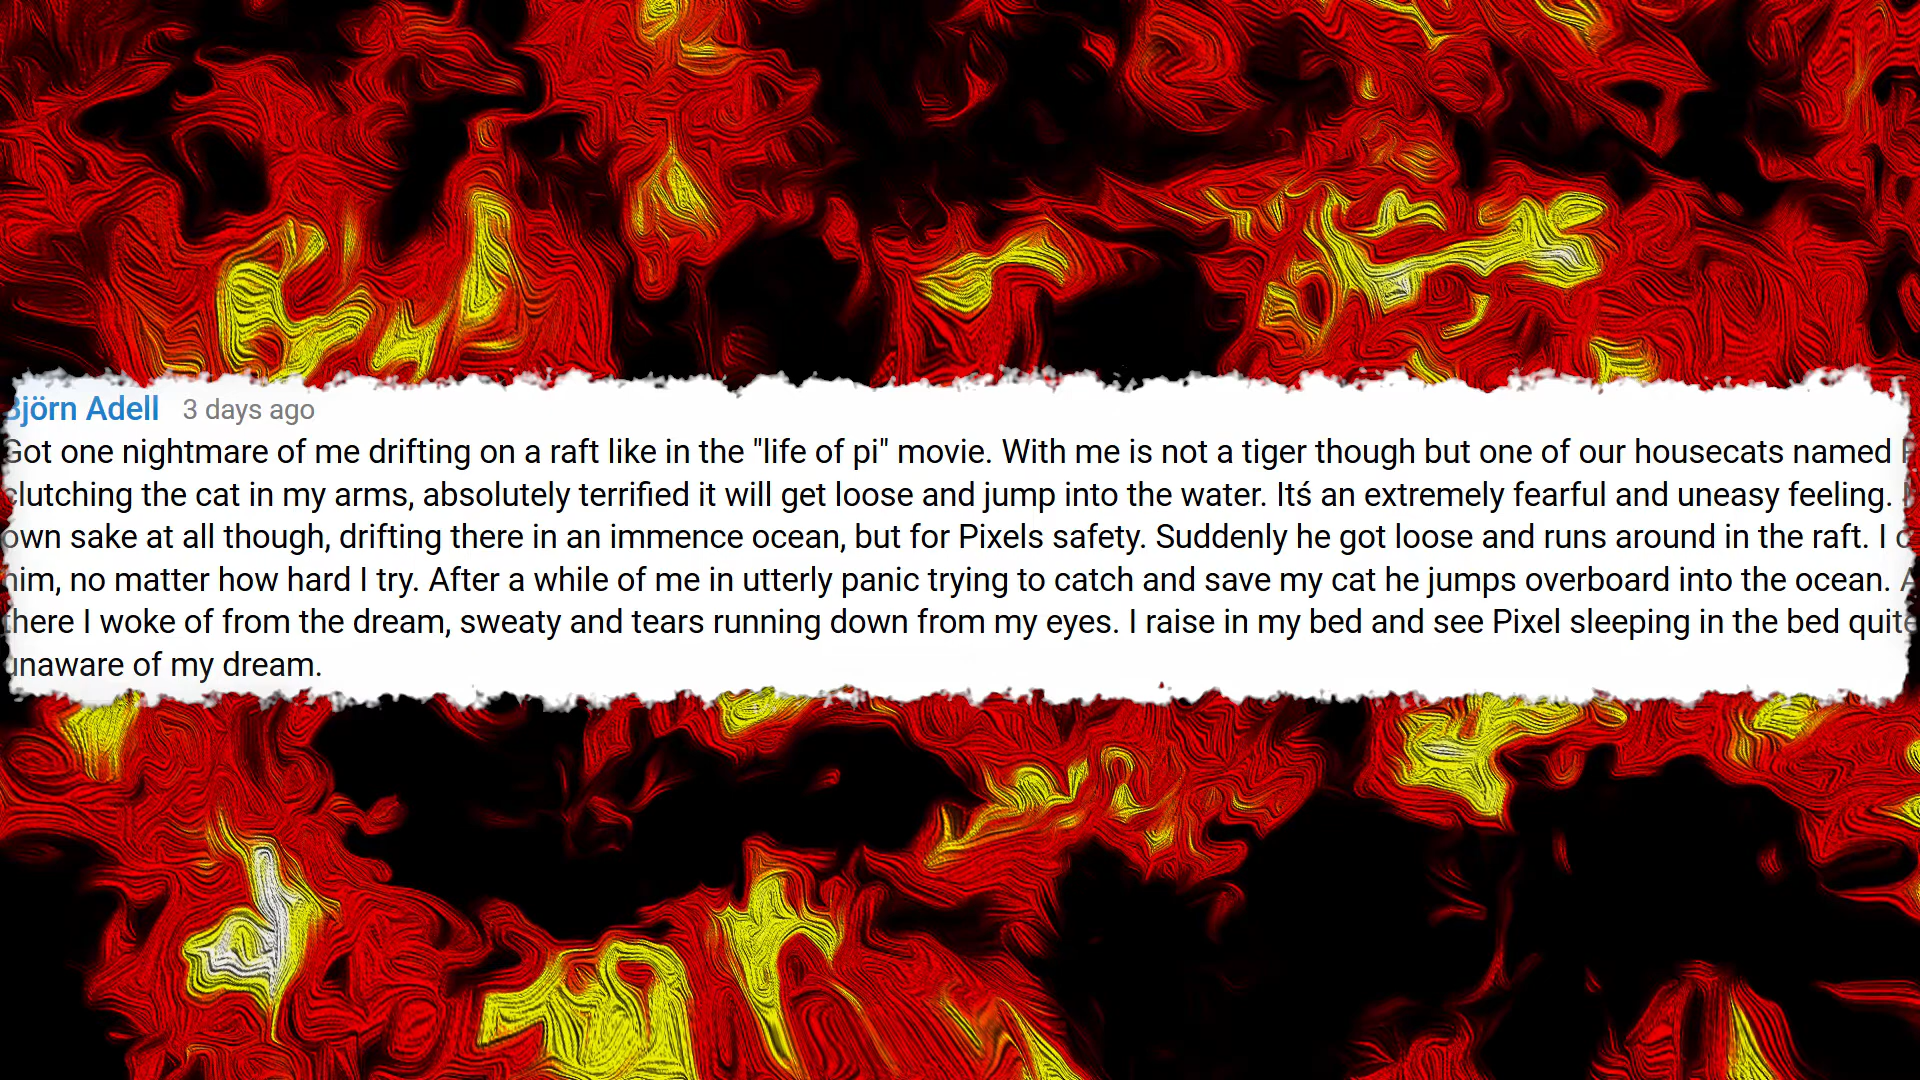 Björn Adell 3 days ago
Got one nightmare of me drifting on a raft like in the "life of pi" movie. With me is not a tiger though but one of our housecats named
clutching the cat in my arms, absolutely terrified it will get loose and jump into the water. Itś an extremely fearful and uneasy feeling.
own sake at all though, drifting there in an immence ocean, but for Pixels safety. Suddenly he got loose and runs around in the raft. I
him, no matter how hard I try. After a while of me in utterly panic trying to catch and save my cat he jumps overboard into the ocean.
there I woke of from the dream, sweaty and tears running down from my eyes. I raise in my bed and see Pixel sleeping in the bed quite
unaware of my dream.